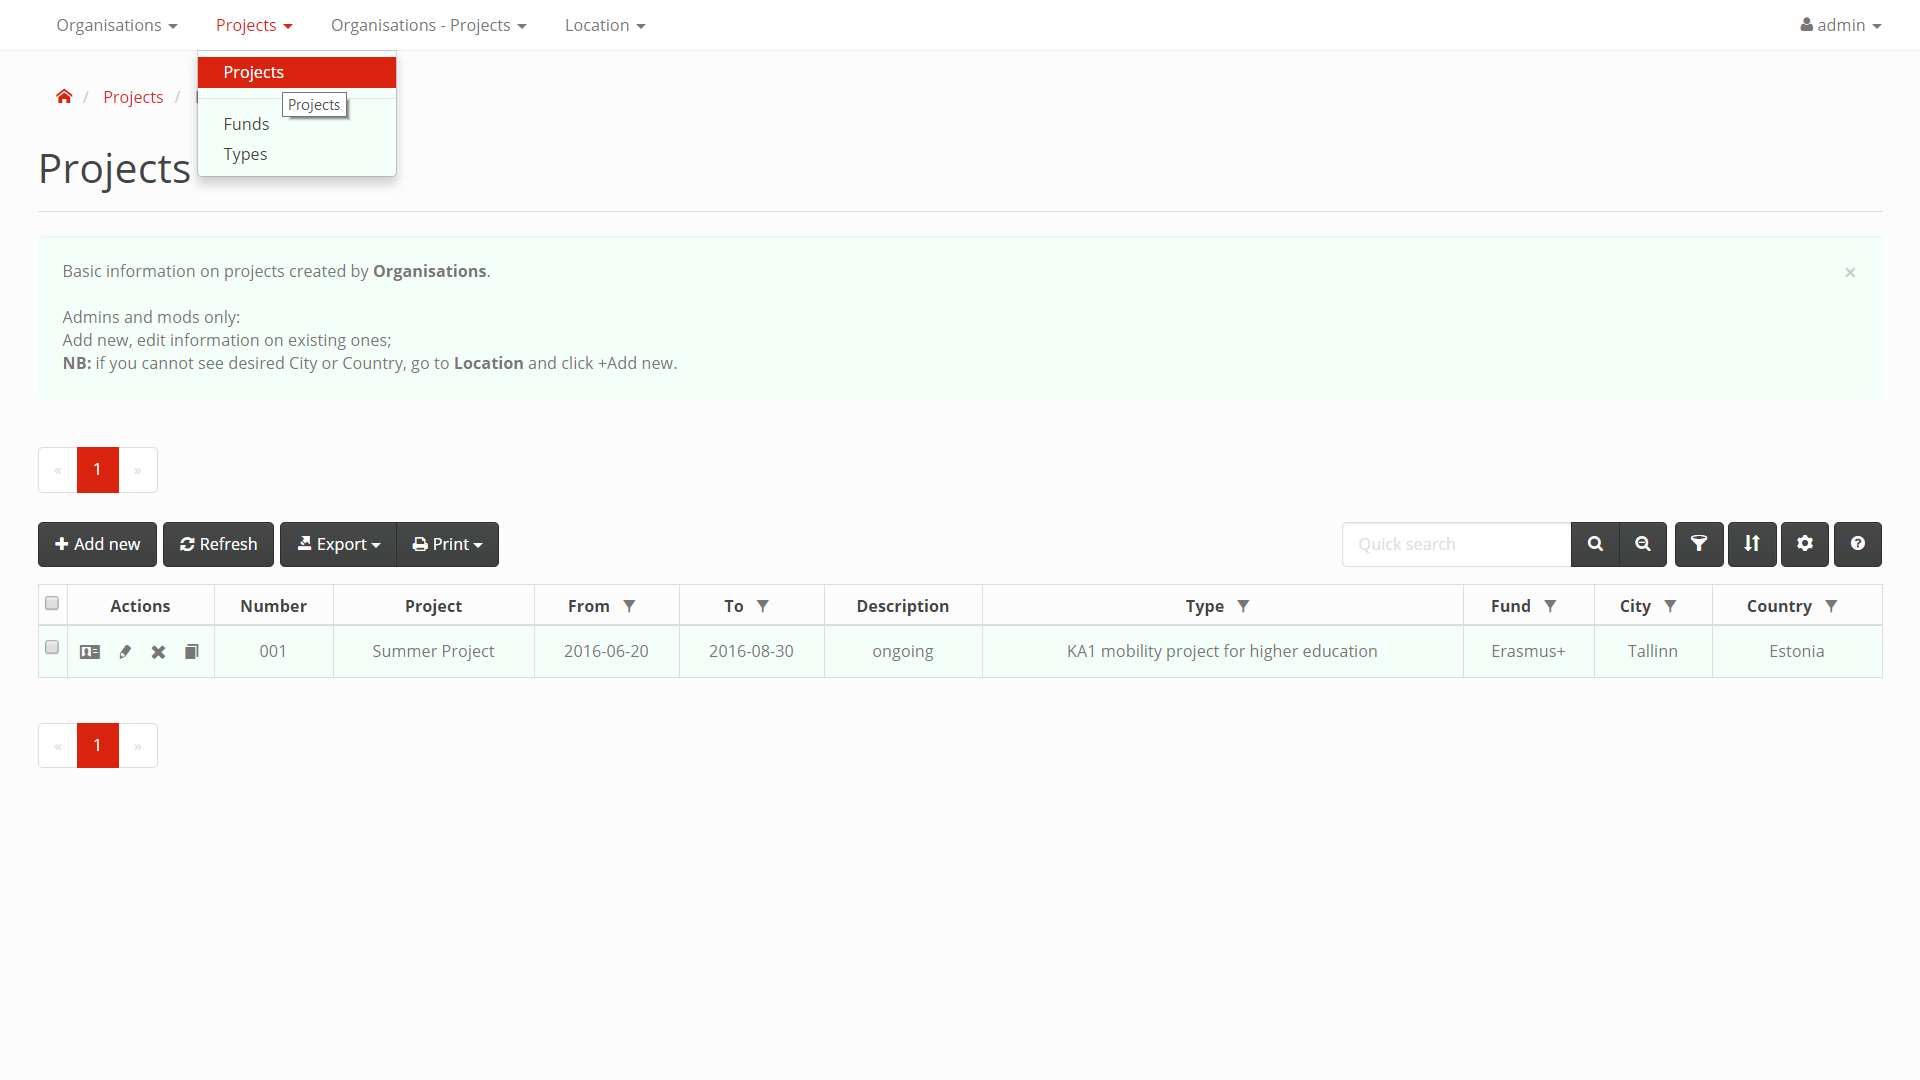 Organisations Projects Organisations - Projects Location admin
Projects
Projects / Projects /
Projects
Funds
Types
Projects
Basic information on projects created by Organisations.
×
Admins and mods only:
Add new, edit information on existing ones;
NB: if you cannot see desired City or Country, go to Location and click +Add new.
« 1 »
Add new Refresh Export Print Quick search
Actions Number Project From To Description Type Fund City Country
001 Summer Project 2016-06-20 2016-08-30 ongoing KA1 mobility project for higher education Erasmus+ Tallinn Estonia
« 1 »